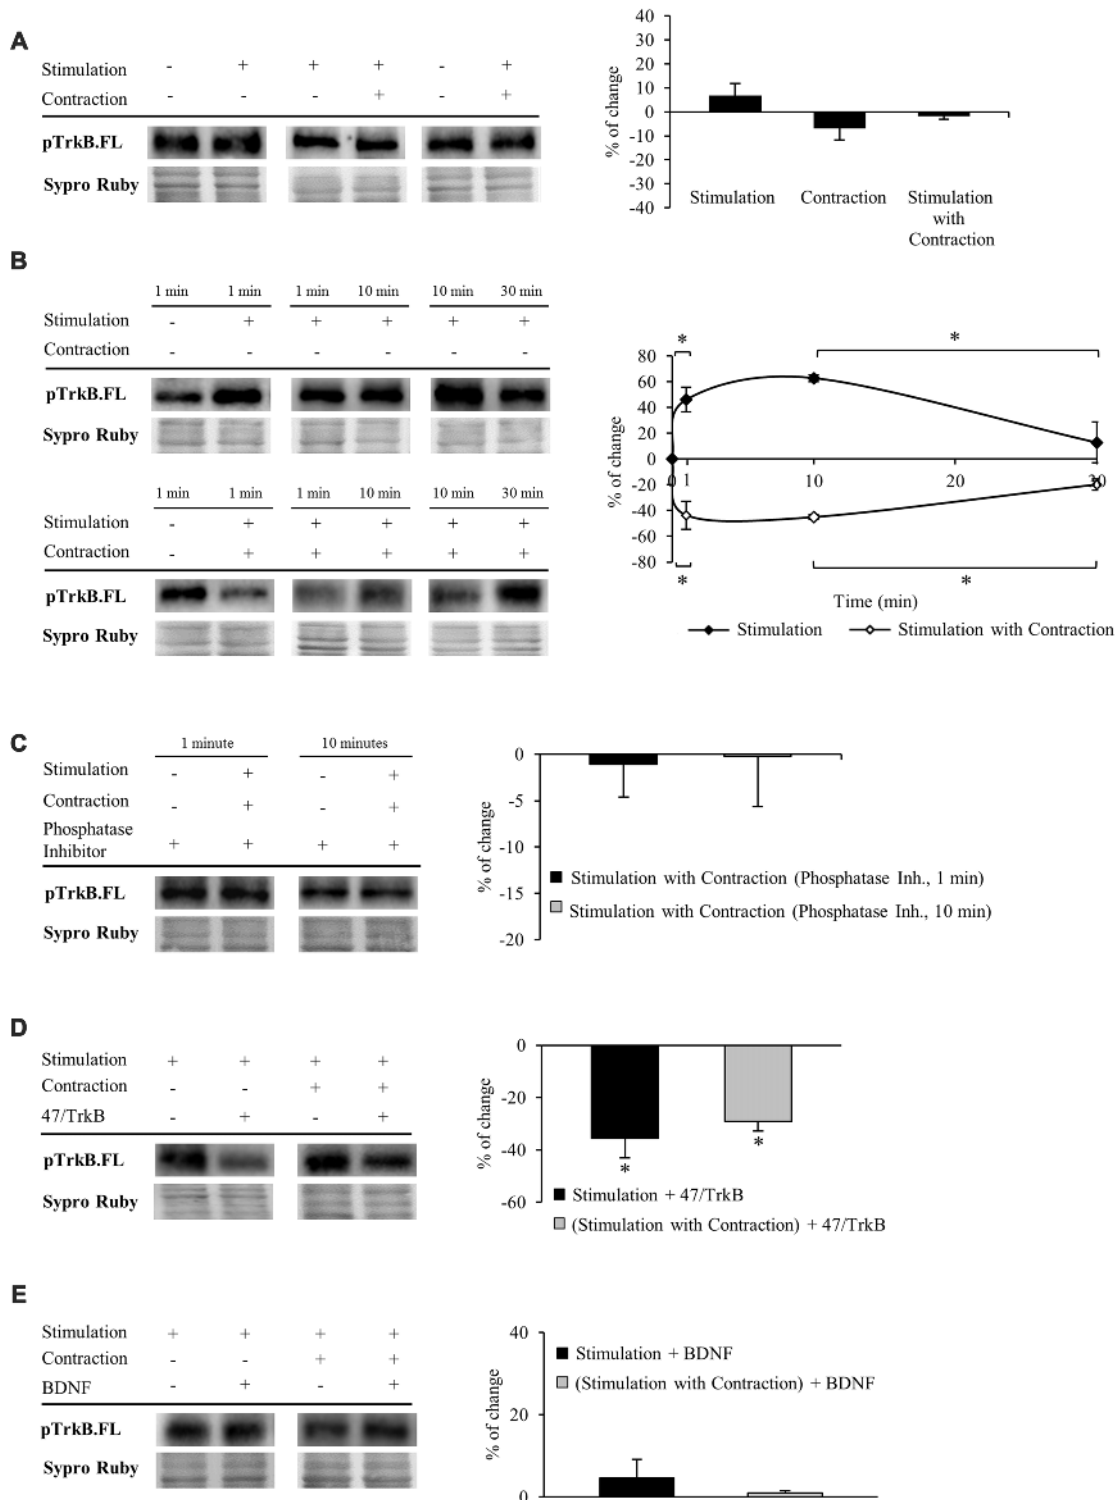 A
Stimulation - + + + - +
Contraction - - - + - +
pTrkB.FL
Sypro Ruby
% of change
40
30
20
10
0
-10
-20
-30
-40
Stimulation
Contraction
Stimulation
with
Contraction
B
1 min 1 min 1 min 10 min 10 min 30 min
Stimulation - + + + + +
Contraction - - - - - -
pTrkB.FL
Sypro Ruby
1 min 1 min 1 min 10 min 10 min 30 min
Stimulation - + + + + +
Contraction - + + + + +
pTrkB.FL
Sypro Ruby
% of change
80
60
40
20
0
-20
-40
-60
-80
* *
0 1 10 20 30
* *
Time (min)
Stimulation Stimulation with Contraction
C
1 minute 10 minutes
Stimulation - + - +
Contraction - + - +
Phosphatase
Inhibitor + + + +
pTrkB.FL
Sypro Ruby
% of change
0
-5
-10
-15
-20
Stimulation with Contraction (Phosphatase Inh., 1 min)
Stimulation with Contraction (Phosphatase Inh., 10 min)
D
Stimulation + + + +
Contraction - - + +
47/TrkB - + - +
pTrkB.FL
Sypro Ruby
% of change
0
-20
-40
-60
* *
Stimulation + 47/TrkB
(Stimulation with Contraction) + 47/TrkB
E
Stimulation + + + +
Contraction - - + +
BDNF - + - +
pTrkB.FL
Sypro Ruby
% of change
40
20
0
Stimulation + BDNF
(Stimulation with Contraction) + BDNF